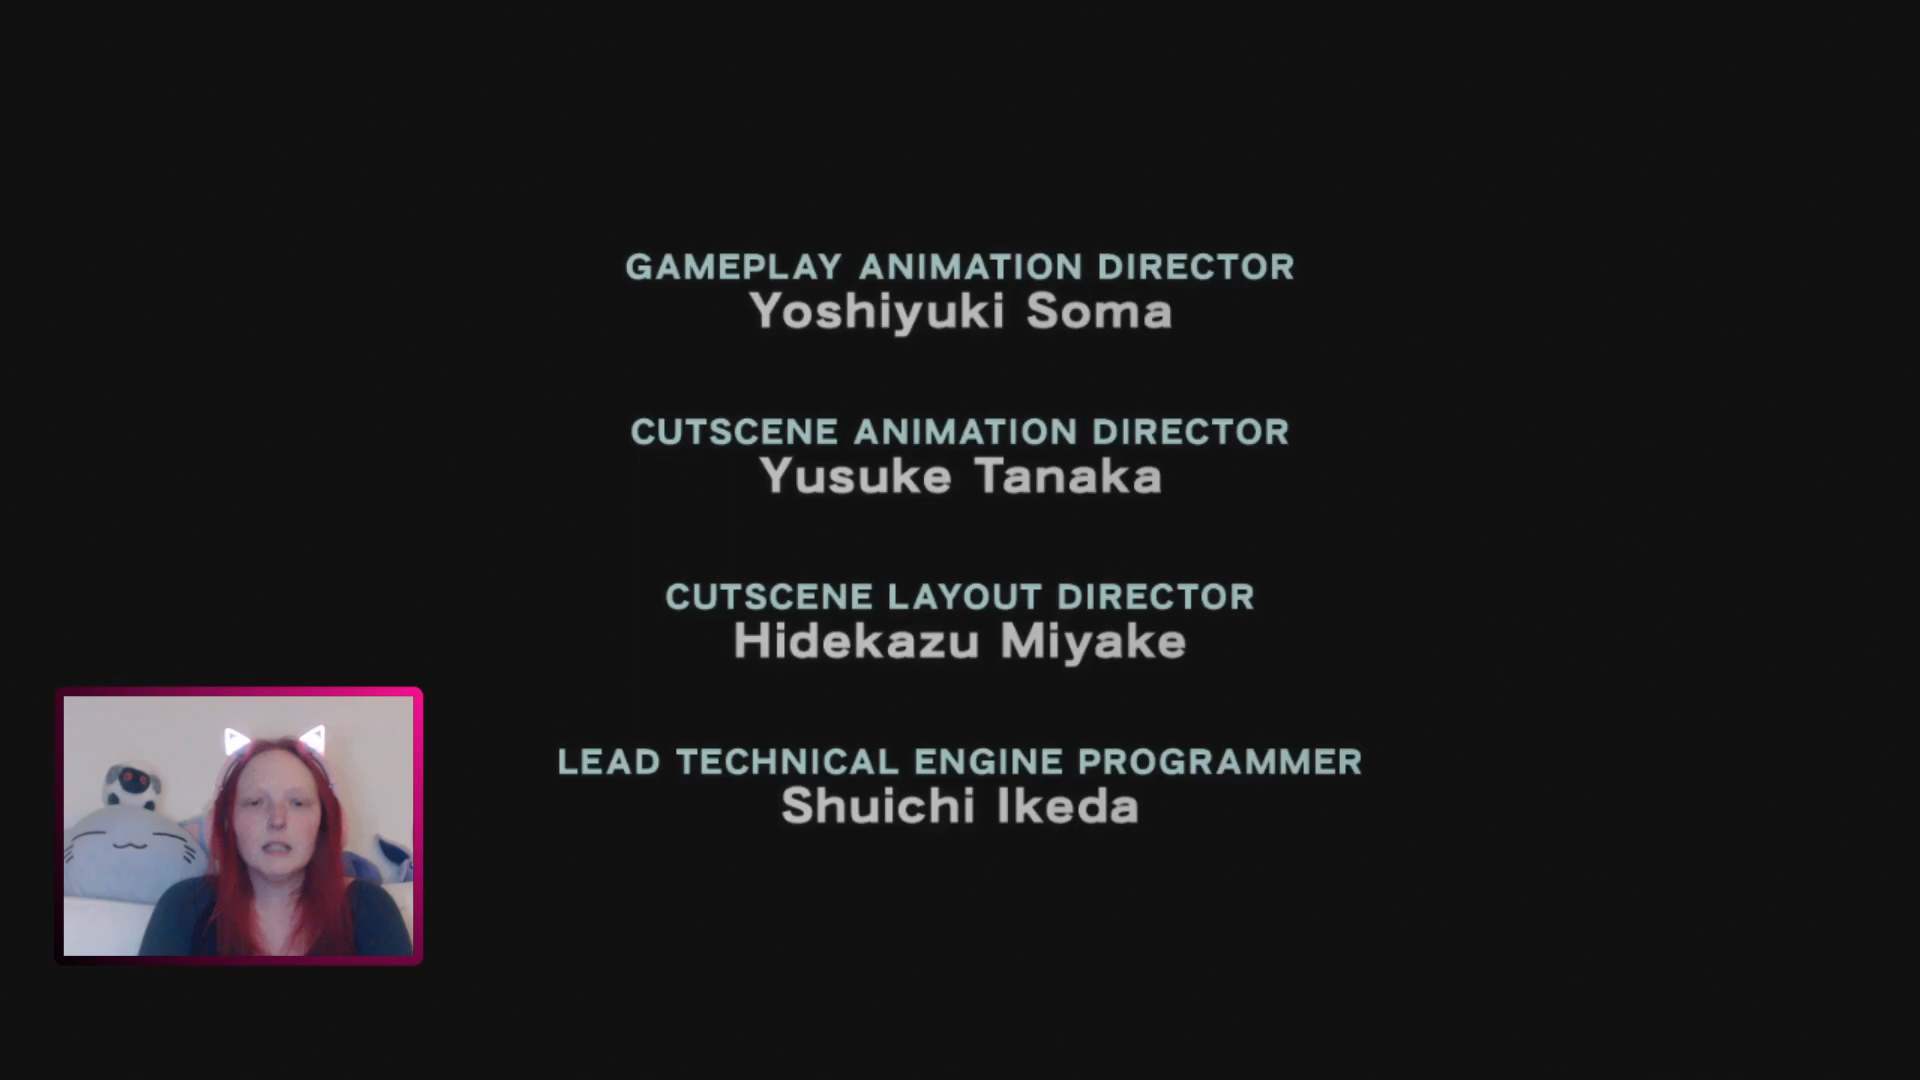 GAMEPLAY ANIMATION DIRECTOR
Yoshiyuki Soma
CUTSCENE ANIMATION DIRECTOR
Yusuke Tanaka
CUTSCENE LAYOUT DIRECTOR
Hidekazu Miyake
LEAD TECHNICAL ENGINE PROGRAMMER
Shuichi Ikeda